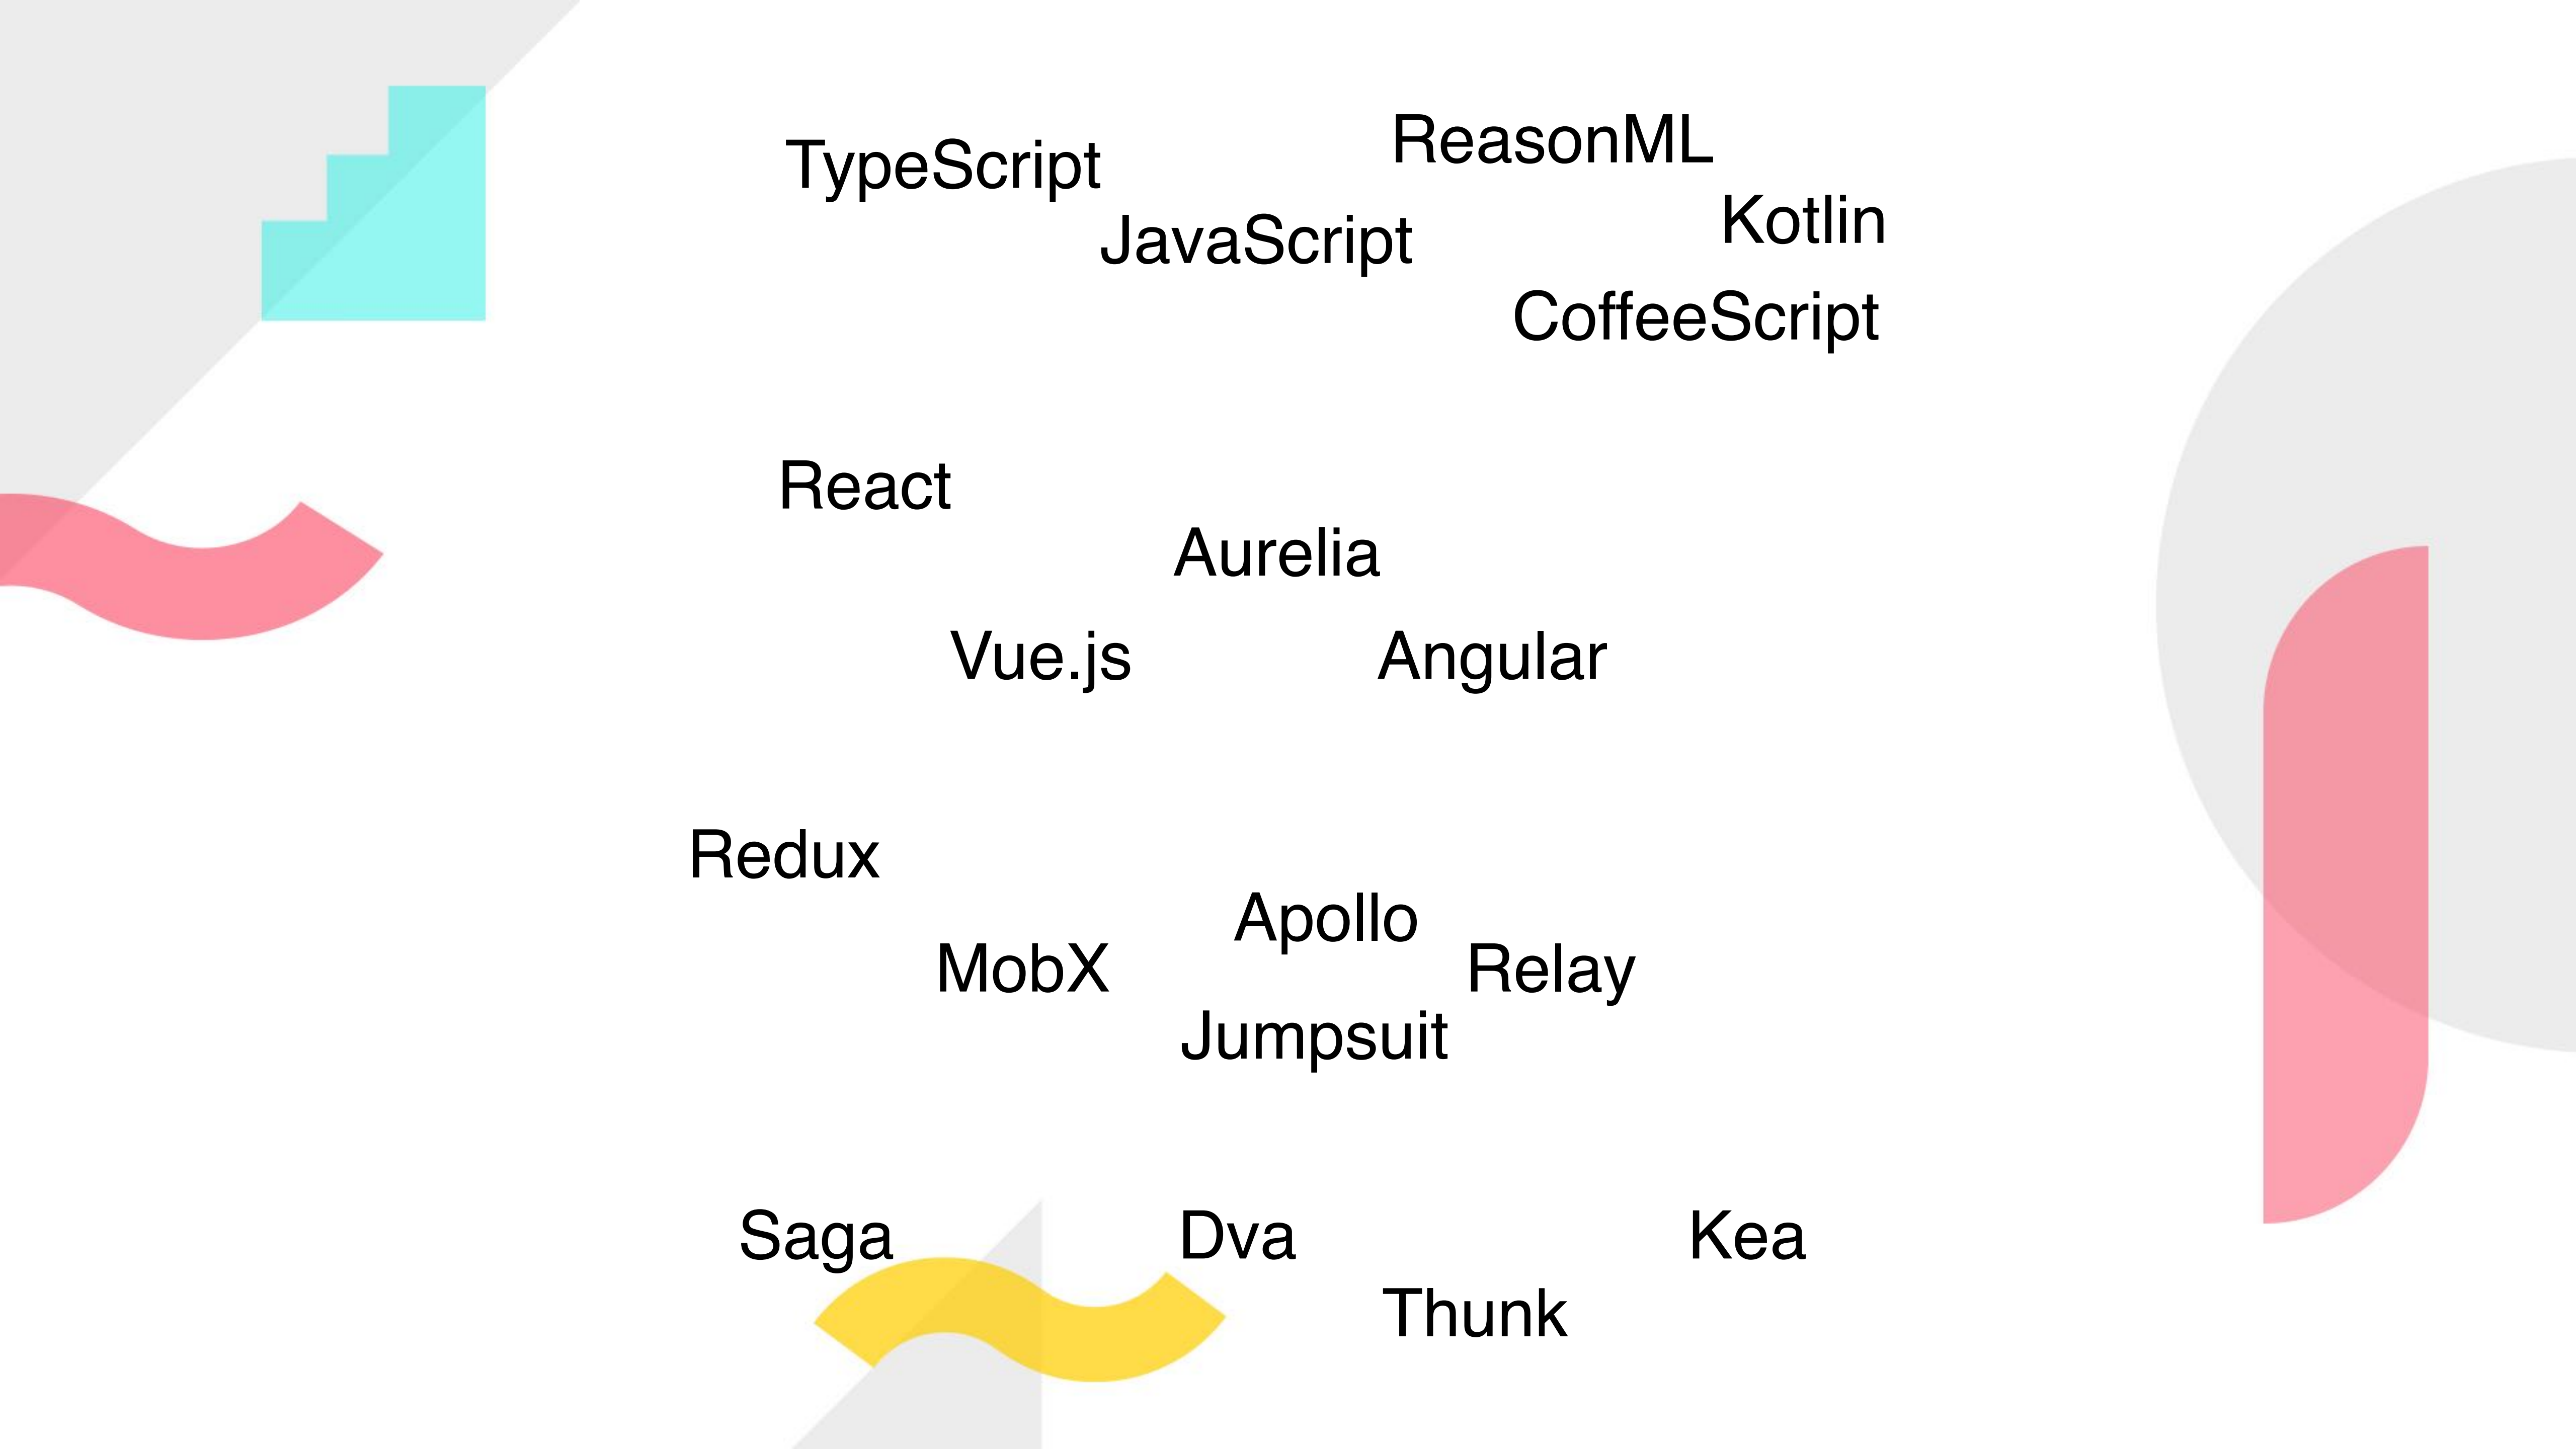 TypeScript
ReasonML
JavaScript
Kotlin
CoffeeScript
React
Aurelia
Vue.js
Angular
Redux
Apollo
MobX
Relay
Jumpsuit
Saga
Dva
Kea
Thunk